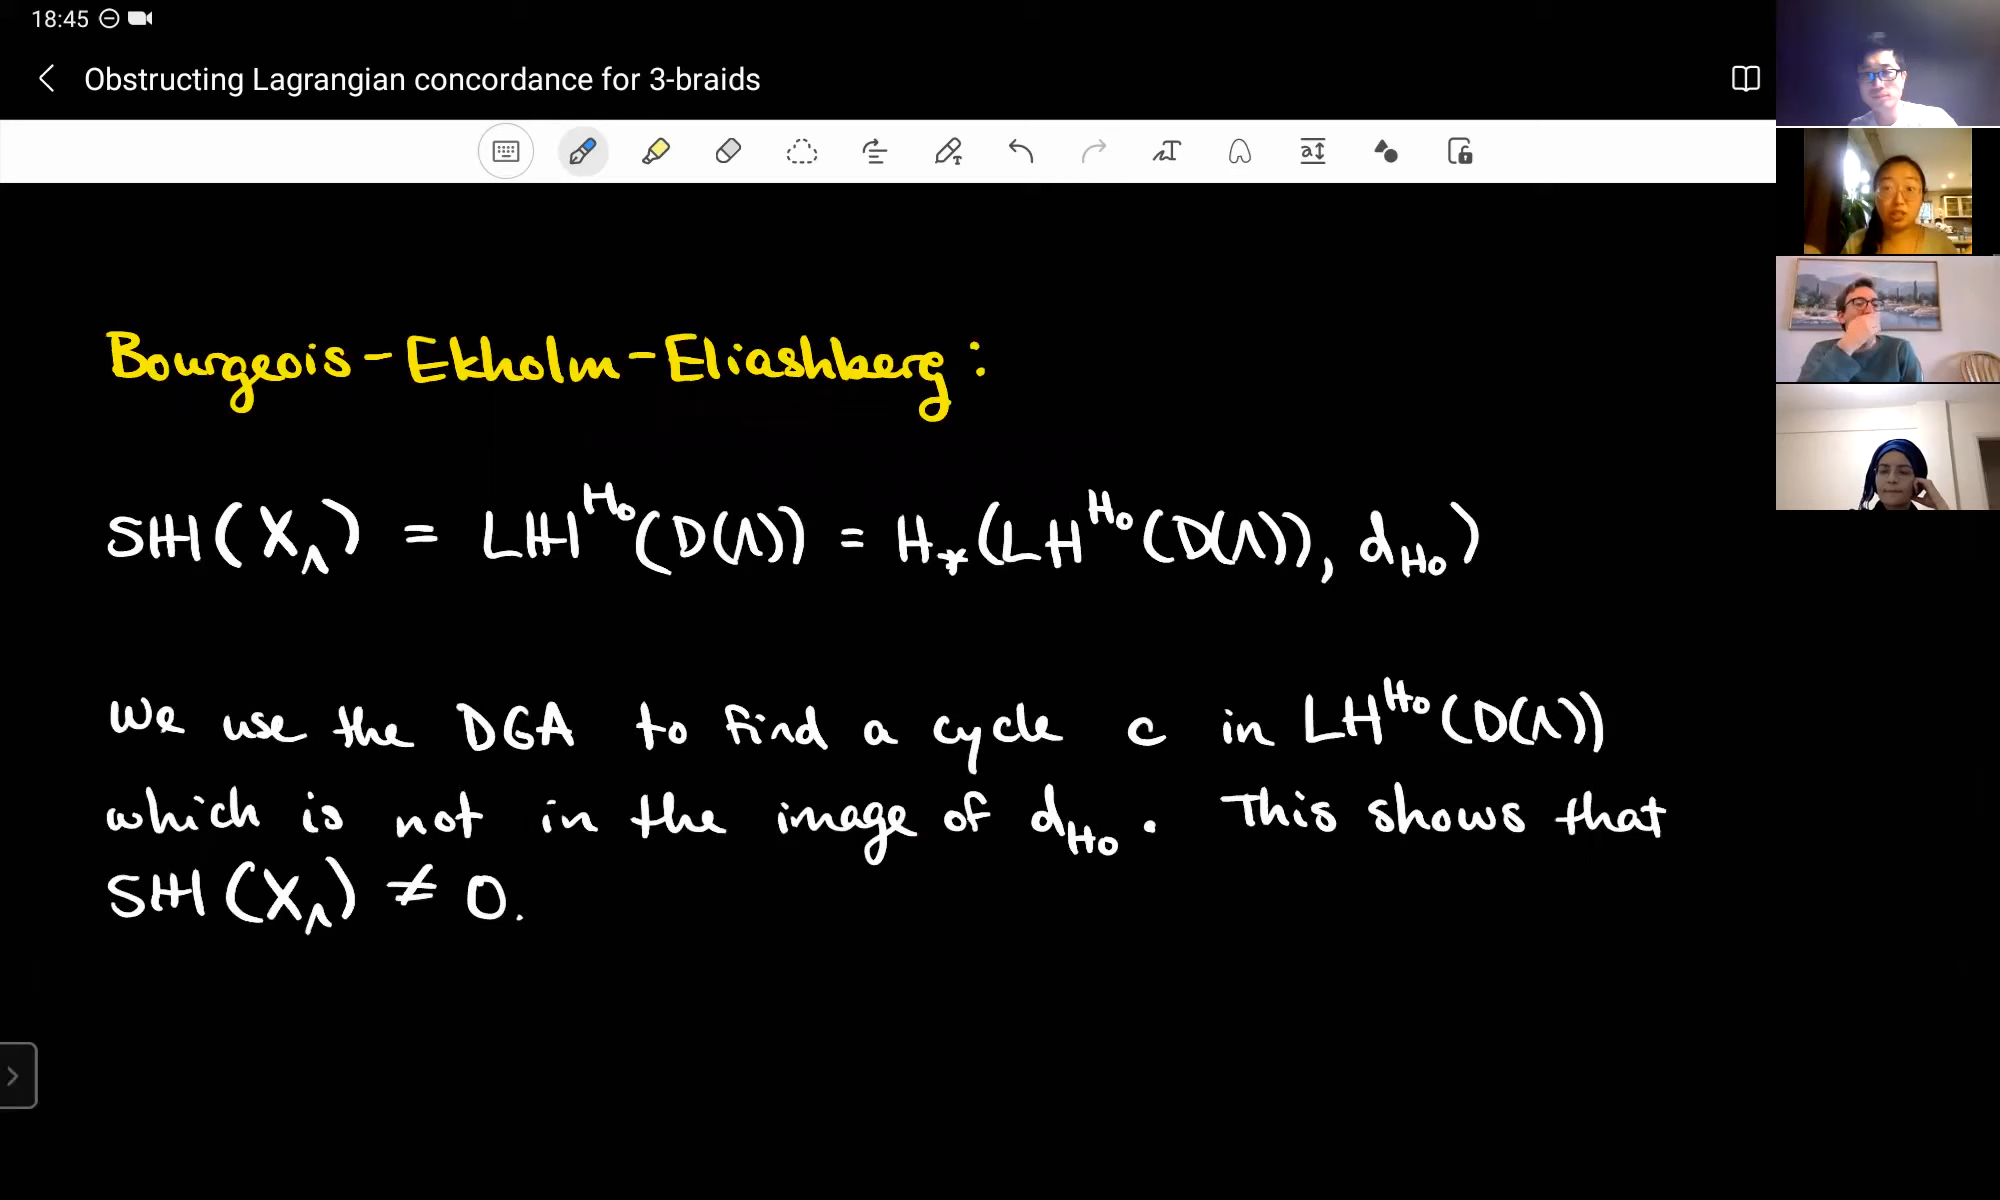 18:45
Obstructing Lagrangian concordance for 3-braids
Bourgeois-Ekholm-Eliashberg:
SℍI(X_Λ) = Lℍ^{Ho}(D(Λ)) = H_*(LH^{Ho}(D(Λ)), d_{Ho})
We use the DGA to find a cycle c in LH^{Ho}(D(Λ))
which is not in the image of d_{Ho}. This shows that
Sℍ(X_Λ) ≠ 0.